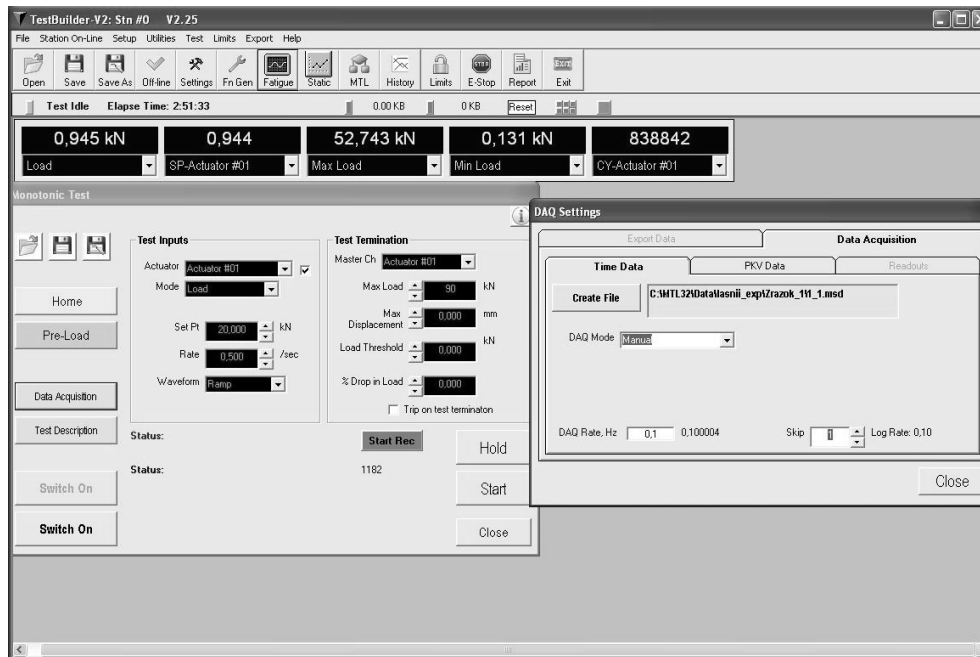 TestBuilder-V2: Stn #0 V2.25
File Station On-Line Setup Utilities Test Limits Export Help
Open Save Save As Off-line Settings Fn Gen Fatigue Static MTL History Limits E-Stop Report Exit
Test Idle Elapse Time: 2:51:33 0.00 KB 0 KB Reset
0,945 kN 0,944 52,743 kN 0,131 kN 838842
Load SP-Actuator #01 Max Load Min Load CY-Actuator #01
Monotonic Test
Home
Pre-Load
Data Acquisition
Test Description
Switch On
Switch On
Test Inputs
Actuator Actuator #01
Mode Load
Set Pt 20,000 kN
Rate 0,500 /sec
Waveform Ramp
Test Termination
Master Ch Actuator #01
Max Load 90 kN
Max Displacement 0,000 mm
Load Threshold 0,000 kN
% Drop in Load 0,000
Trip on test terminaton
Status:
Start Rec
Hold
Status:
1182
Start
Close
DAQ Settings
Export Data Data Acquisition
Time Data PKV Data Readouts
Create File C:\MTL32\Data\Iasnii_exp\Zrazok_1\1_1.msd
DAQ Mode Manual
DAQ Rate, Hz 0,1 0,100004 Skip Log Rate: 0,10
Close